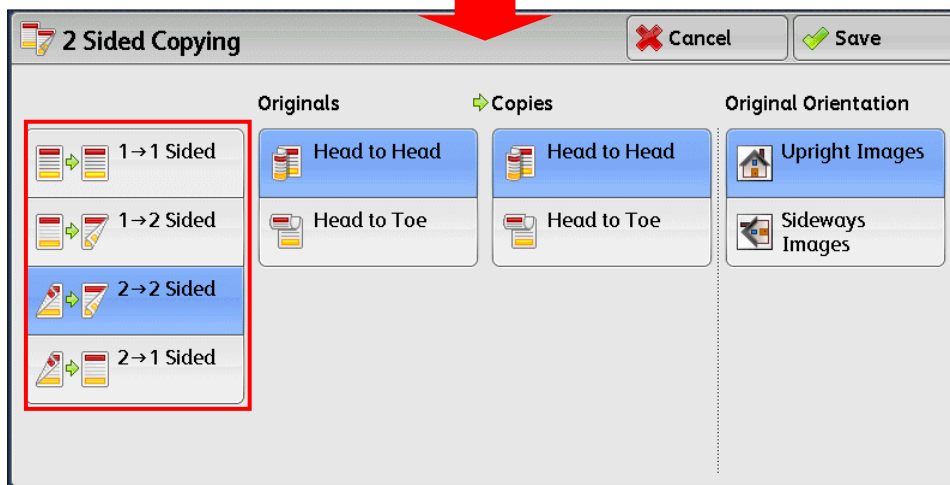 2 Sided Copying
Cancel
Save
Originals
Copies
Original Orientation
1→1 Sided
1→2 Sided
2→2 Sided
2→1 Sided
Head to Head
Head to Toe
Head to Head
Head to Toe
Upright Images
Sideways
Images